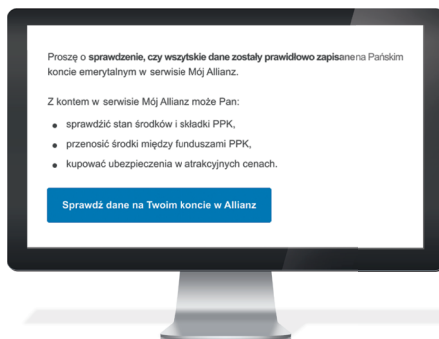 Proszę o sprawdzenie, czy wszytskie dane zostały prawidłowo zapisanena Pańskim
koncie emerytalnym w serwisie Mój Allianz.
Z kontem w serwisie Mój Allianz może Pan:
• sprawdźić stan środków i składki PPK,
• przenosić środki między funduszami PPK,
• kupować ubezpieczenia w atrakcyjnych cenach.
Sprawdź dane na Twoim koncie w Allianz